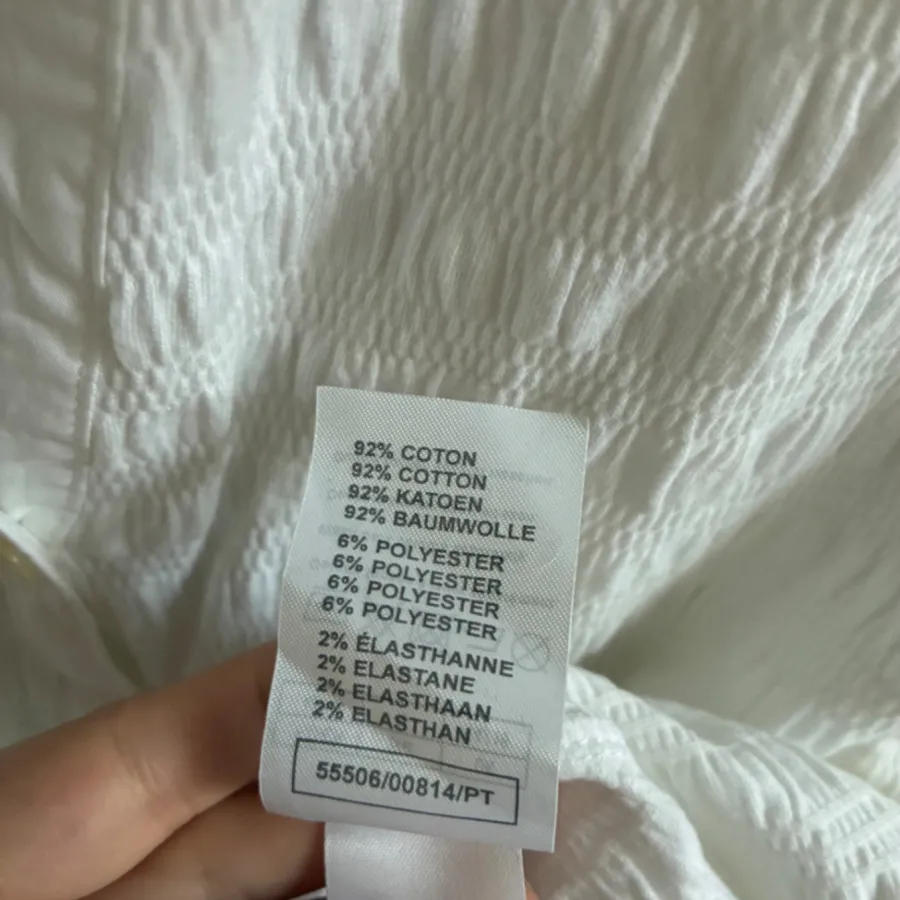 92% COTON
92% COTTON
92% KATOEN
92% BAUMWOLLE
6% POLYESTER
6% POLYESTER
6% POLYESTER
6% POLYESTER
2% ÉLASTHANNE
2% ELASTANE
2% ELASTHAAN
2% ELASTHAN
55506/00814/PT